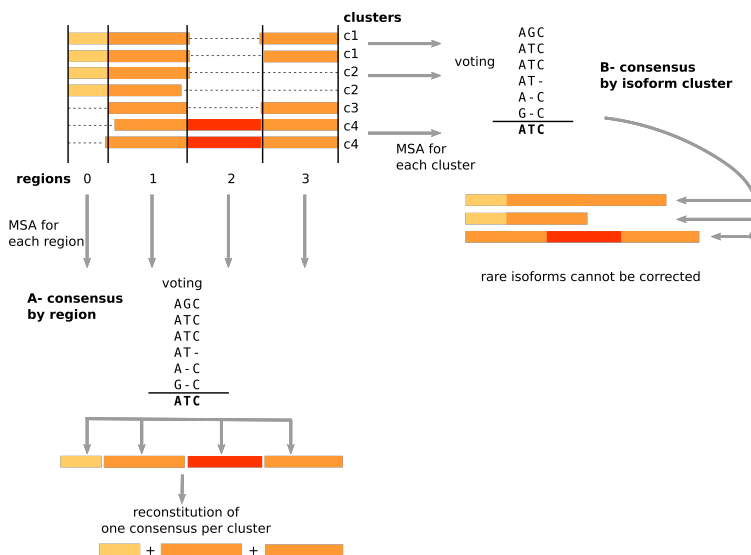 clusters
c1
c1
c2
c2
c3
c4
c4
regions 0 1 2 3
MSA for
each region
voting
A- consensus
by region
AGC
ATC
ATC
AT-
A-C
G-C
ATC
reconstitution of
one consensus per cluster
+ +
voting
AGC
ATC
ATC
AT-
A-C
G-C
ATC
MSA for
each cluster
B- consensus
by isoform cluster
rare isoforms cannot be corrected